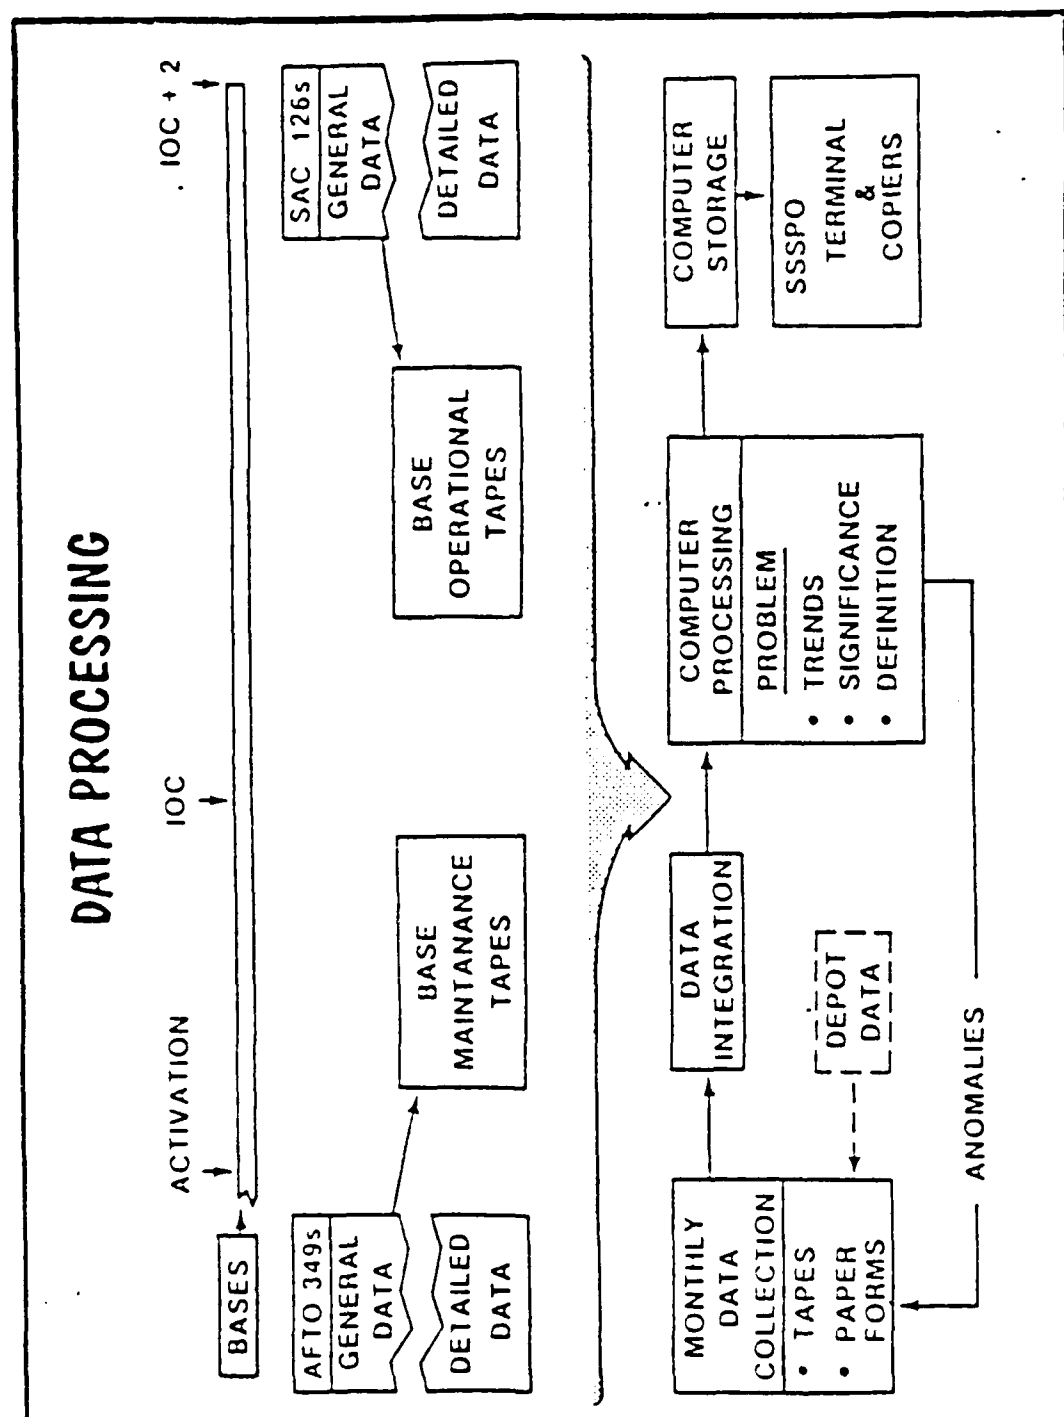 DATA PROCESSING
ACTIVATION
IOC
IOC + 2
BASES
AFTO 349s
GENERAL
DATA
DETAILED
DATA
BASE
MAINTANANCE
TAPES
BASE
OPERATIONAL
TAPES
SAC 126s
GENERAL
DATA
DETAILED
DATA
MONTHLY
DATA
COLLECTION
• TAPES
• PAPER
FORMS
DATA
INTEGRATION
DEPOT
DATA
COMPUTER
PROCESSING
PROBLEM
• TRENDS
• SIGNIFICANCE
• DEFINITION
COMPUTER
STORAGE
SSSPO
TERMINAL
&
COPIERS
ANOMALIES